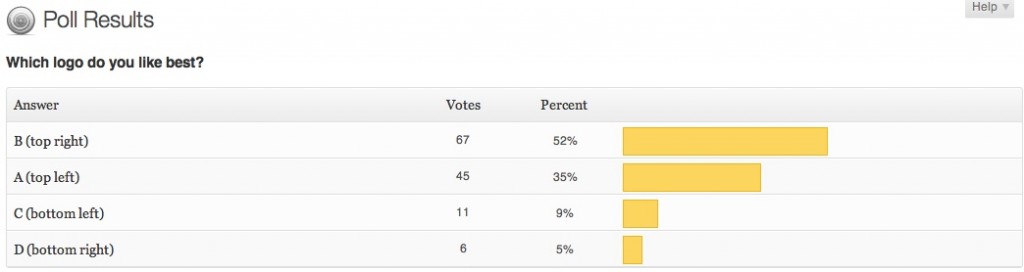 Help
Poll Results
Which logo do you like best?
Answer Votes Percent
B (top right) 67 52%
A (top left) 45 35%
C (bottom left) 11 9%
D (bottom right) 6 5%